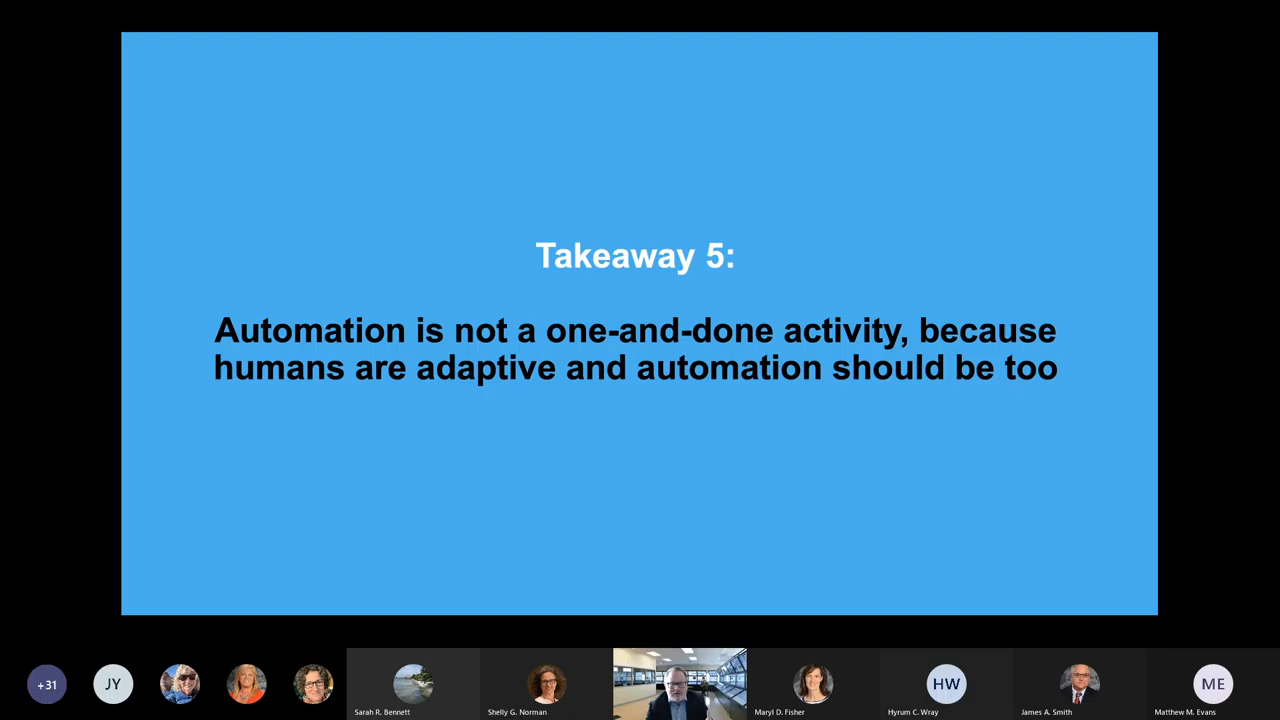 Takeaway 5:
Automation is not a one-and-done activity, because
humans are adaptive and automation should be too
+31
JY
Sarah R. Bennett
Shelly G. Norman
Maryl D. Fisher
HW
Hyrum C. Wray
James A. Smith
ME
Matthew M. Evans